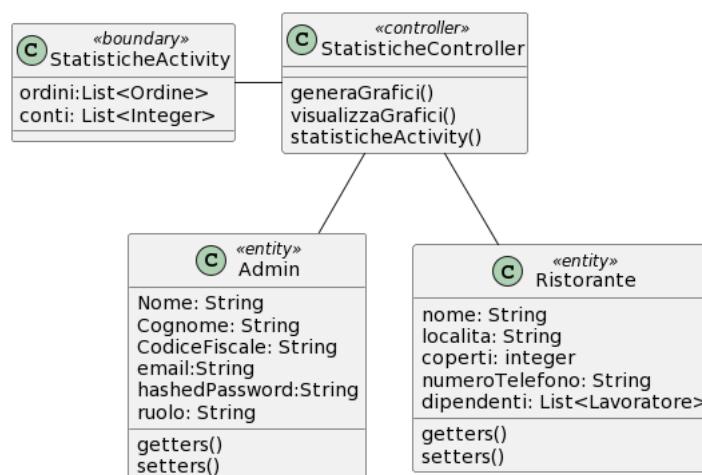 C «boundary»
StatisticheActivity
ordini:List<Ordine>
conti: List<Integer>
C «controller»
StatisticheController
generaGrafici()
visualizzaGrafici()
statisticheActivity()
C «entity»
Admin
Nome: String
Cognome: String
CodiceFiscale: String
email:String
hashedPassword:String
ruolo: String
getters()
setters()
C «entity»
Ristorante
nome: String
localita: String
coperti: integer
numeroTelefono: String
dipendenti: List<Lavoratore>
getters()
setters()